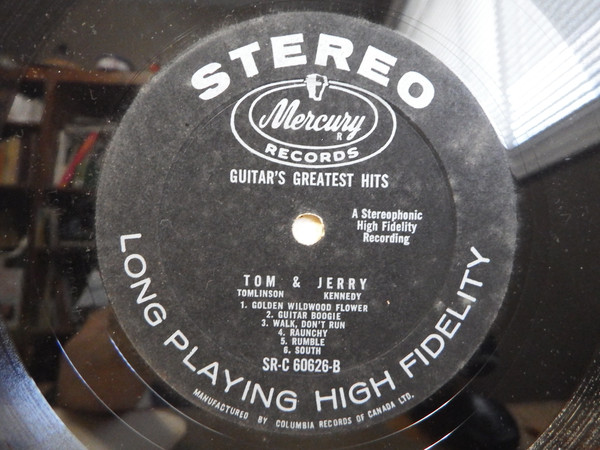 STEREO
Mercury
R
RECORDS
GUITAR'S GREATEST HITS
A Stereophonic
High Fidelity
Recording
TOM & JERRY
TOMLINSON KENNEDY
1. GOLDEN WILDWOOD FLOWER
2. GUITAR BOOGIE
3. WALK, DON'T RUN
4. RAUNCHY
5. RUMBLE
6. SOUTH
SR-C 60626-B
LONG PLAYING HIGH FIDELITY
MANUFACTURED BY COLUMBIA RECORDS OF CANADA LTD.